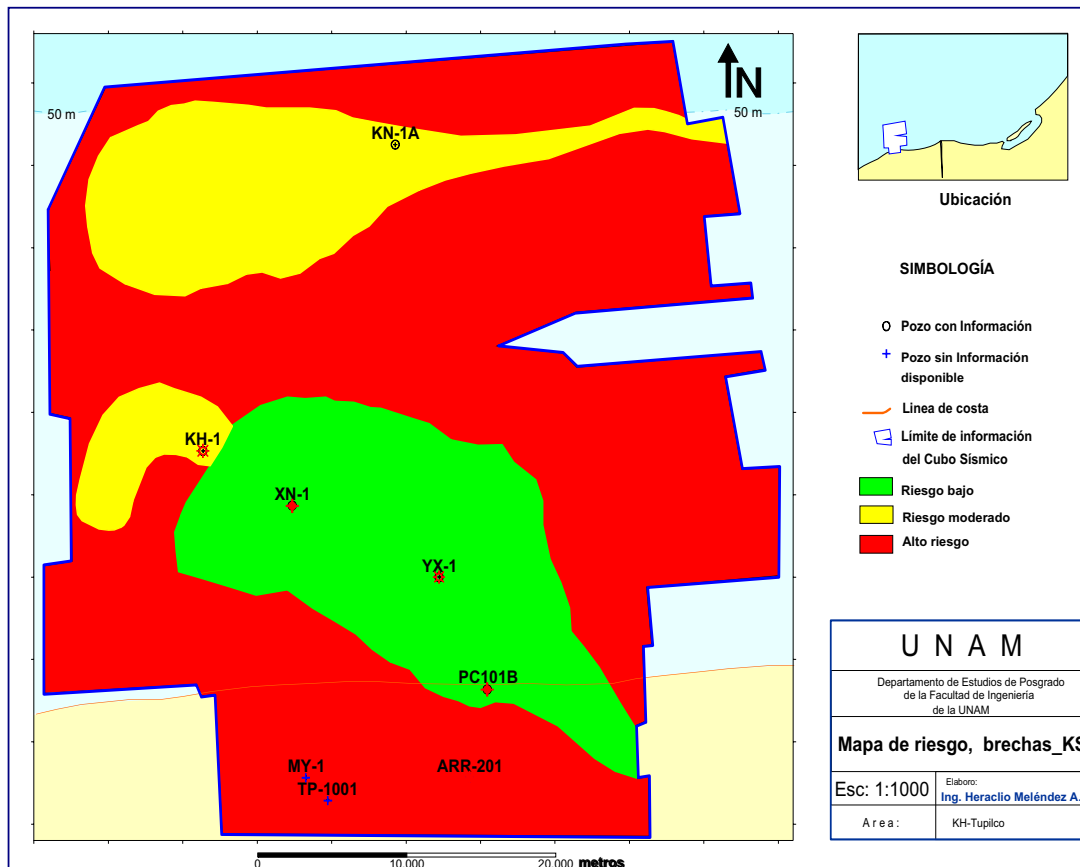 50 m
50 m
N
KN-1A
KH-1
XN-1
YX-1
PC101B
MY-1
TP-1001
ARR-201
0
10 000
20 000 metros
Ubicación
SIMBOLOGÍA
Pozo con Información
Pozo sin Información
disponible
Linea de costa
Límite de información
del Cubo Sísmico
Riesgo bajo
Riesgo moderado
Alto riesgo
U N A M
Departamento de Estudios de Posgrado
de la Facultad de Ingeniería
de la UNAM
Mapa de riesgo, brechas_KS
Esc: 1:1000
Elaboro:
Ing. Heraclio Meléndez A.
A r e a :
KH-Tupilco